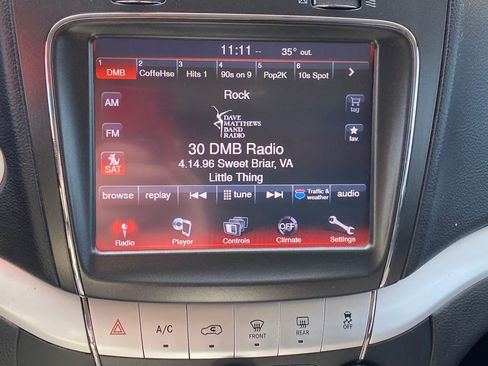 11:11 -- 35° out.
1 2 3 4 5 6
DMB CoffeHse Hits 1 90s on 9 Pop2K 10s Spot
Rock
AM
tag
DAVE
MATTHEWS
BAND
RADIO
FM
fav.
30 DMB Radio
4.14.96 Sweet Briar, VA
SAT
Little Thing
browse replay tune Traffic & weather audio
OFF
Radio Player Controls Climate Settings
A/C FRONT REAR OFF